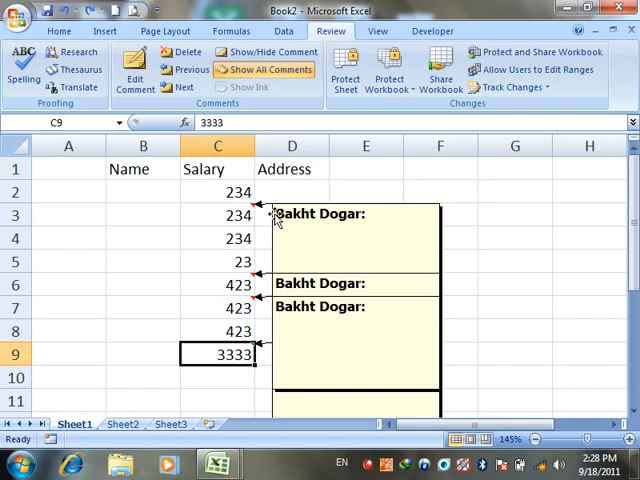 Book2 - Microsoft Excel
Home Insert Page Layout Formulas Data Review View Developer
ABC Spelling Research Thesaurus Translate Proofing
Edit Comment Delete Previous Next Show/Hide Comment Show All Comments Show Ink Comments
Protect Sheet Protect Workbook Share Workbook Protect and Share Workbook Allow Users to Edit Ranges Track Changes Changes
C9 fx 3333
A B C D E F G H
1 Name Salary Address
2 234
3 234 Bakht Dogar:
4 234
5 23
6 423 Bakht Dogar:
7 423 Bakht Dogar:
8 423
9 3333
10
11
Sheet1 Sheet2 Sheet3
Ready 145%
EN 2:28 PM
9/18/2011